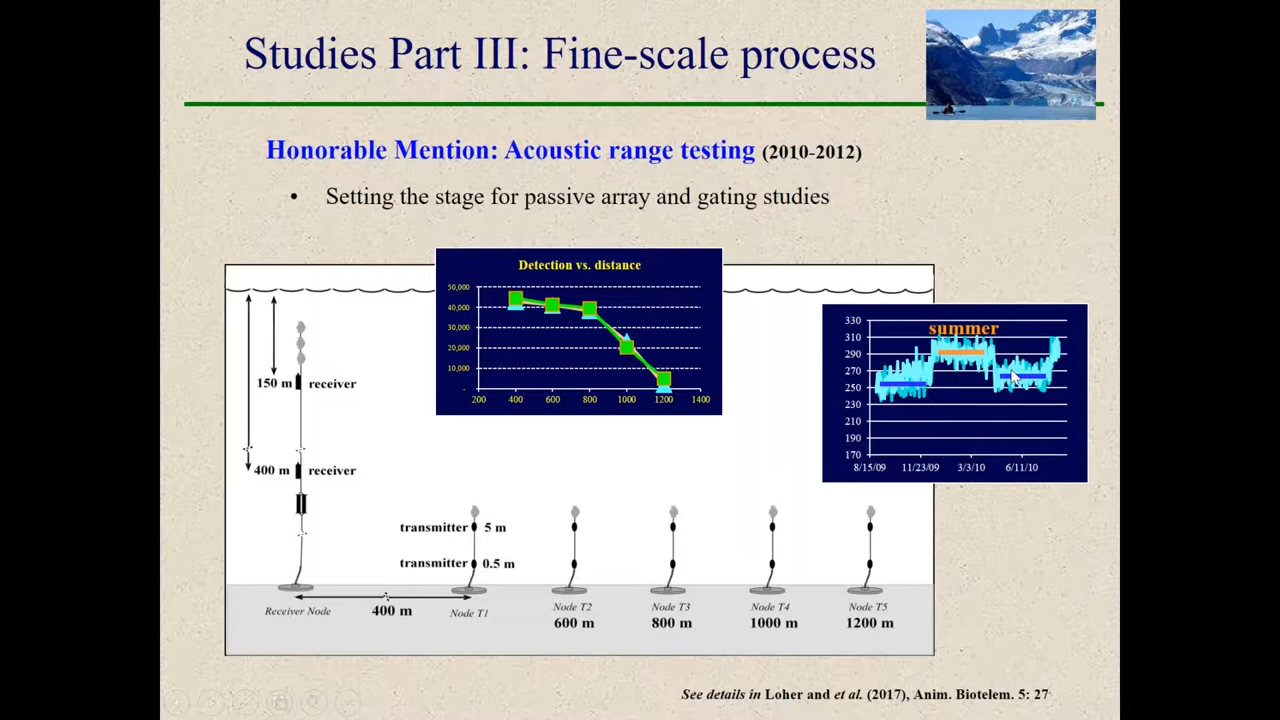 Studies Part III: Fine-scale process
Honorable Mention: Acoustic range testing (2010-2012)
• Setting the stage for passive array and gating studies
Detection vs. distance
50,000
40,000
30,000
20,000
10,000
-
200 400 600 800 1000 1200 1400
summer
330
310
290
270
250
230
210
190
170
8/15/09 11/23/09 3/3/10 6/11/10
150 m receiver
400 m receiver
transmitter 5 m
transmitter 0.5 m
Receiver Node
400 m
Node T1
Node T2
600 m
Node T3
800 m
Node T4
1000 m
Node T5
1200 m
See details in Loher and et al. (2017), Anim. Biotelem. 5: 27